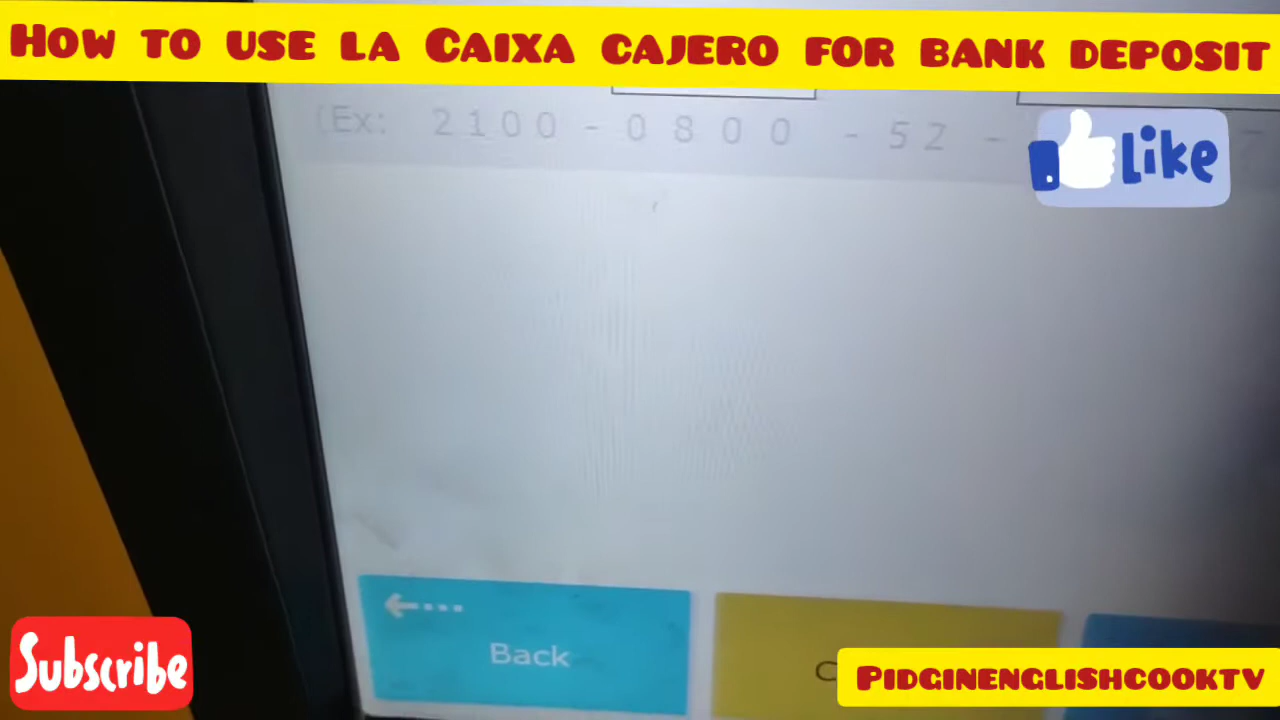 How to use la Caixa cajero for bank deposit
(Ex: 2100 - 0800 - 52 -
Like
Back
Subscribe
Pidginenglishcooktv